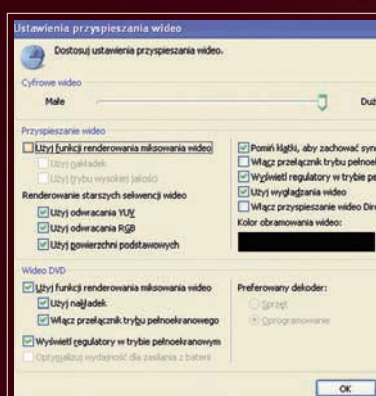 Ustawienia przyspieszania wideo
Dostosuj ustawienia przyspieszania wideo.
Cyfrowe wideo
Małe
Duż
Przyspieszanie wideo
Użyj funkcji renderowania miksowania wideo
Użyj nakładek
Użyj trybu wysokiej jakości
Renderowanie starszych sekwencji wideo
Użyj odwracania YUV
Użyj odwracania RGB
Użyj powierzchni podstawowych
Pomiń klatki, aby zachować syn
Włącz przełącznik trybu pełnoek
Wyświetl regulatory w trybie pe
Użyj wygładzania wideo
Włącz przyspieszanie wideo Dire
Kolor obramowania wideo:
Wideo DVD
Użyj funkcji renderowania miksowania wideo
Użyj nakładek
Włącz przełącznik trybu pełnoekranowego
Wyświetl regulatory w trybie pełnoekranowym
Optymalizuj wydajność dla zasilania z baterii
Preferowany dekoder:
Sprzęt
Oprogramowanie
OK